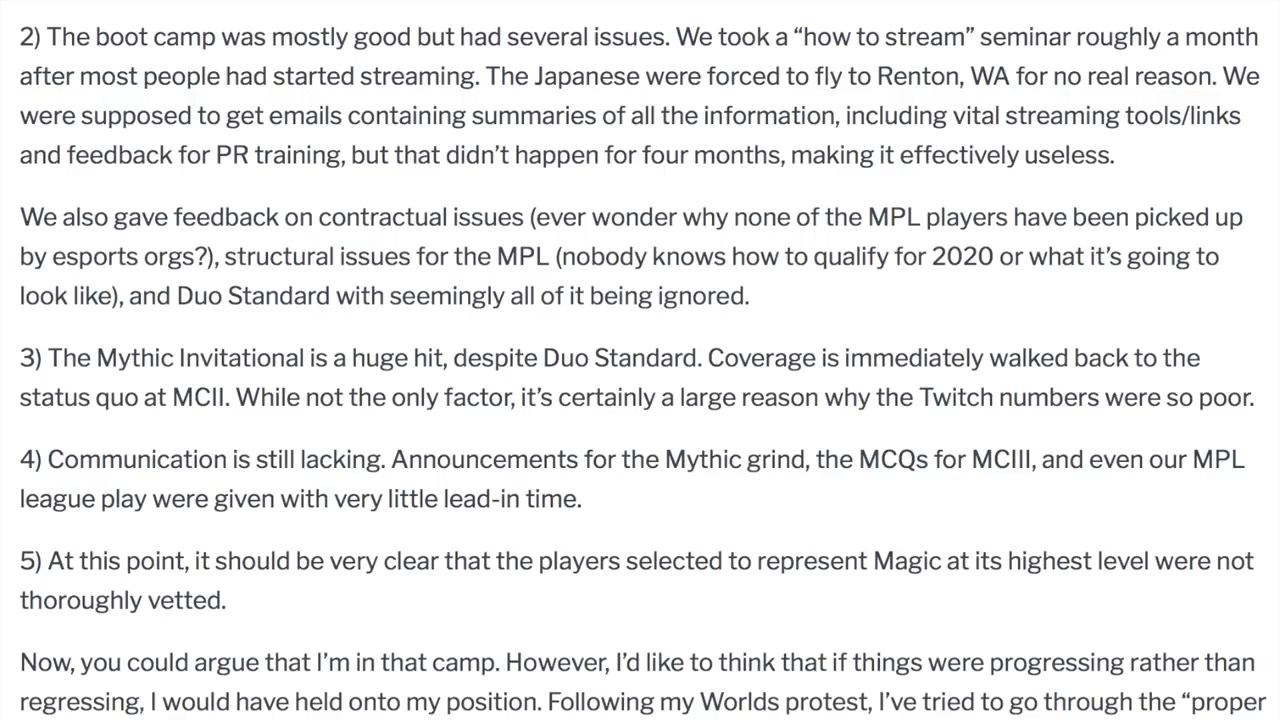 2) The boot camp was mostly good but had several issues. We took a “how to stream” seminar roughly a month
after most people had started streaming. The Japanese were forced to fly to Renton, WA for no real reason. We
were supposed to get emails containing summaries of all the information, including vital streaming tools/links
and feedback for PR training, but that didn’t happen for four months, making it effectively useless.
We also gave feedback on contractual issues (ever wonder why none of the MPL players have been picked up
by esports orgs?), structural issues for the MPL (nobody knows how to qualify for 2020 or what it’s going to
look like), and Duo Standard with seemingly all of it being ignored.
3) The Mythic Invitational is a huge hit, despite Duo Standard. Coverage is immediately walked back to the
status quo at MCII. While not the only factor, it’s certainly a large reason why the Twitch numbers were so poor.
4) Communication is still lacking. Announcements for the Mythic grind, the MCQs for MCIII, and even our MPL
league play were given with very little lead-in time.
5) At this point, it should be very clear that the players selected to represent Magic at its highest level were not
thoroughly vetted.
Now, you could argue that I’m in that camp. However, I’d like to think that if things were progressing rather than
regressing, I would have held onto my position. Following my Worlds protest, I’ve tried to go through the “proper